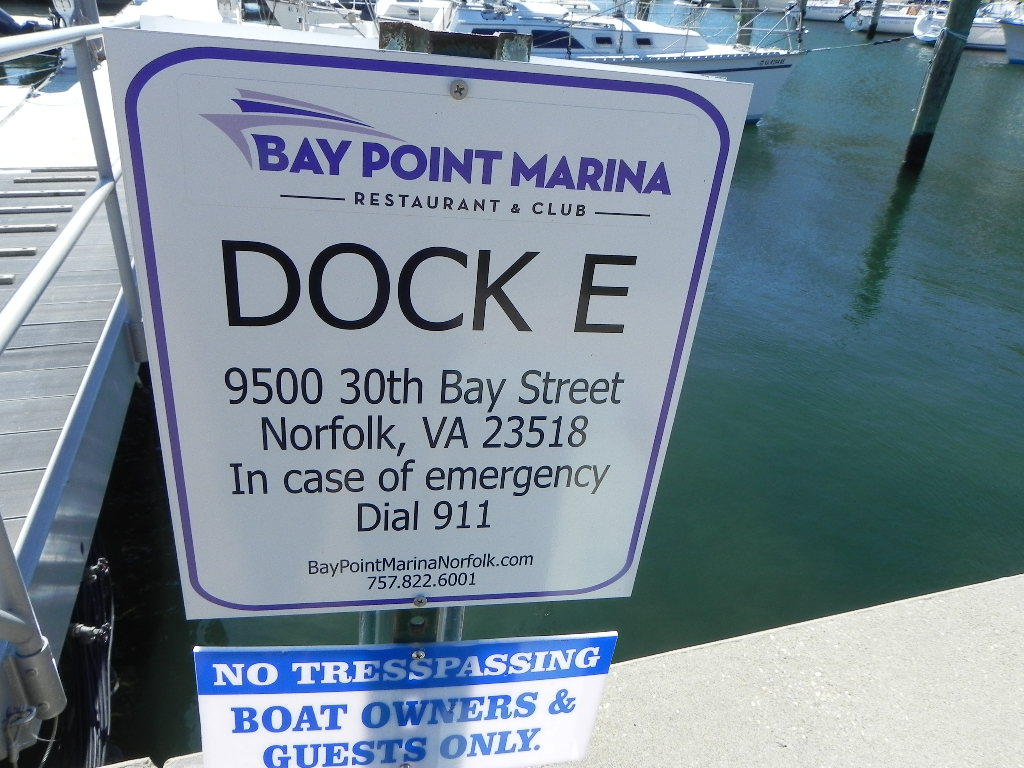 BAY POINT MARINA
RESTAURANT & CLUB
DOCK E
9500 30th Bay Street
Norfolk, VA 23518
In case of emergency
Dial 911
BayPointMarinaNorfolk.com
757.822.6001
NO TRESSPASSING
BOAT OWNERS &
GUESTS ONLY.